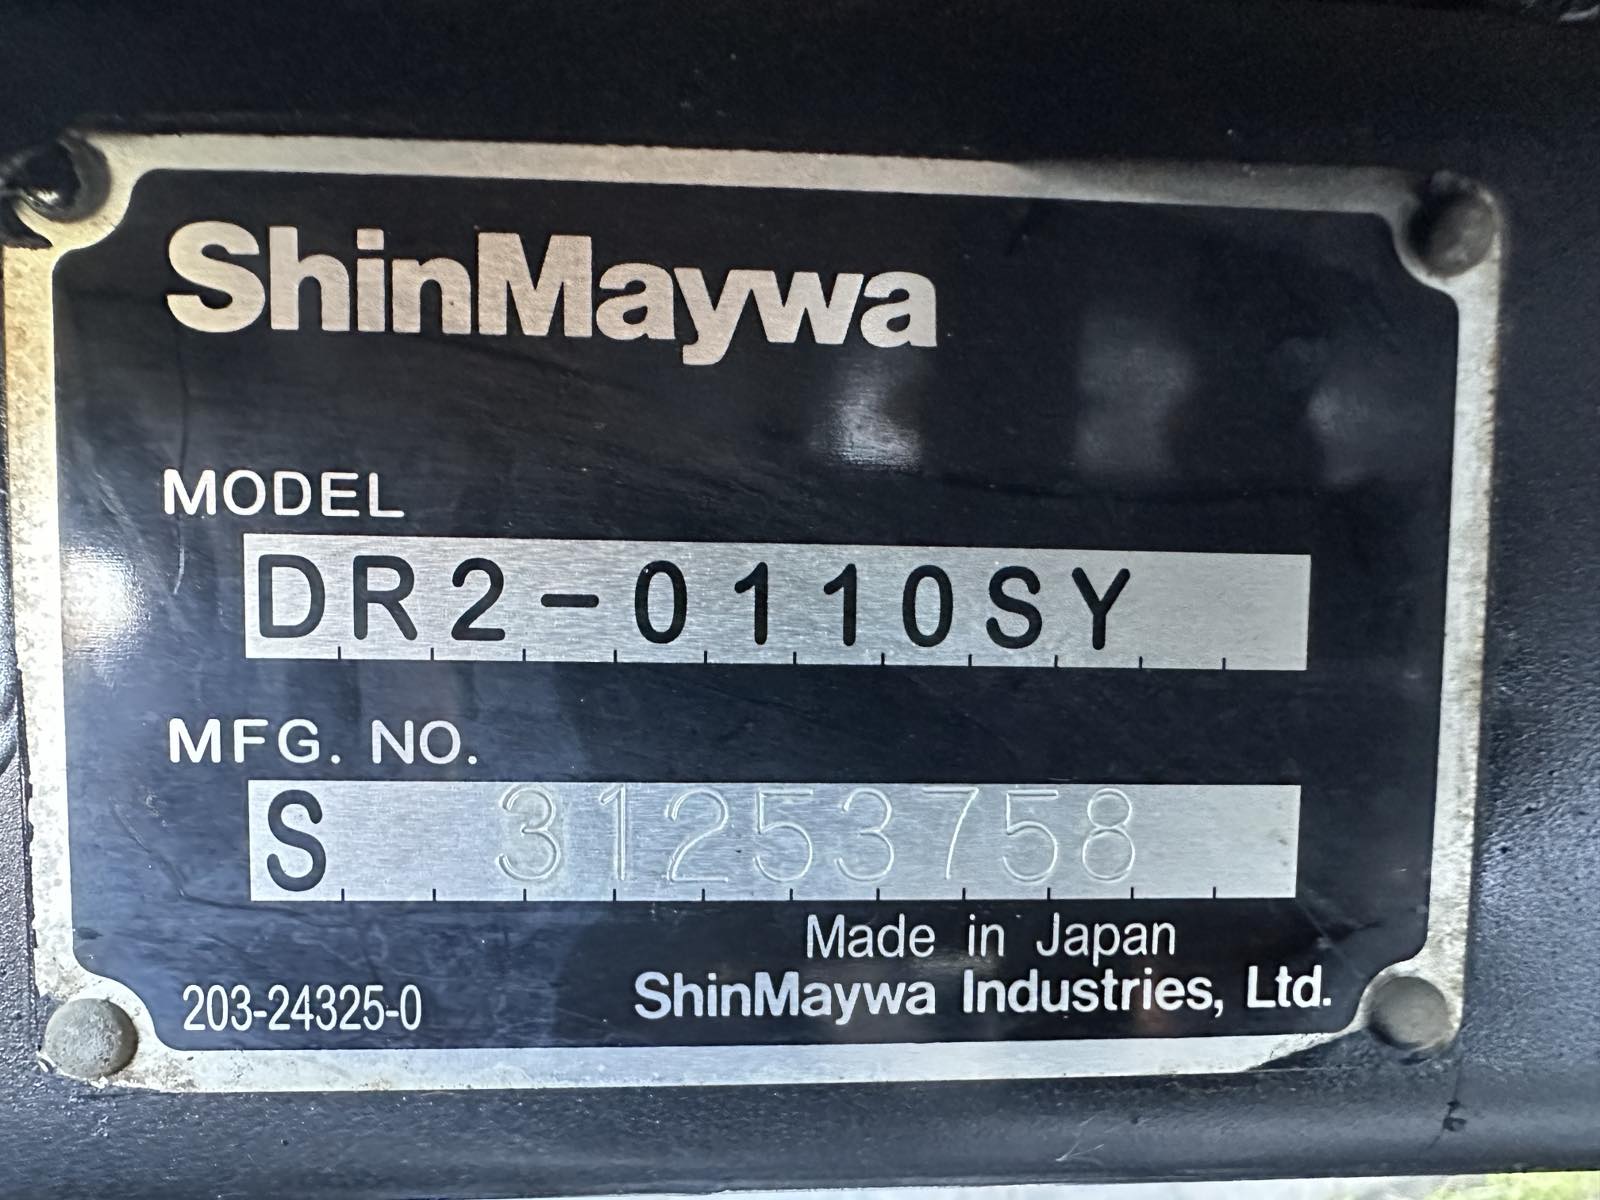 ShinMaywa
MODEL
DR2-0110SY
MFG. NO.
S 31253758
Made in Japan
203-24325-0 ShinMaywa Industries, Ltd.